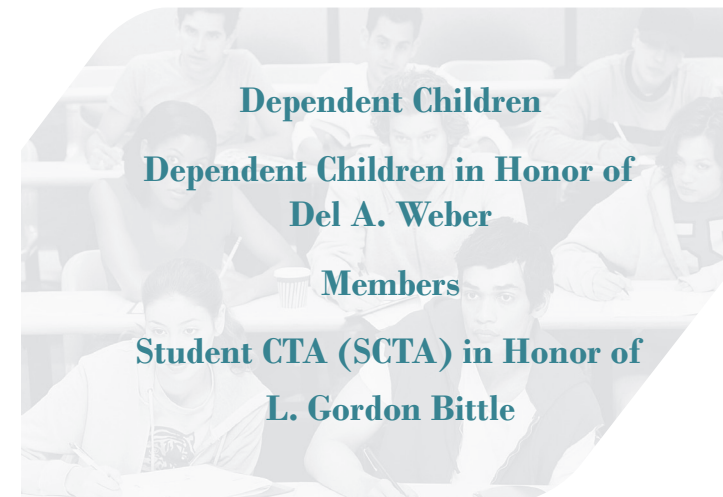 Dependent Children
Dependent Children in Honor of
Del A. Weber
Members
Student CTA (SCTA) in Honor of
L. Gordon Bittle